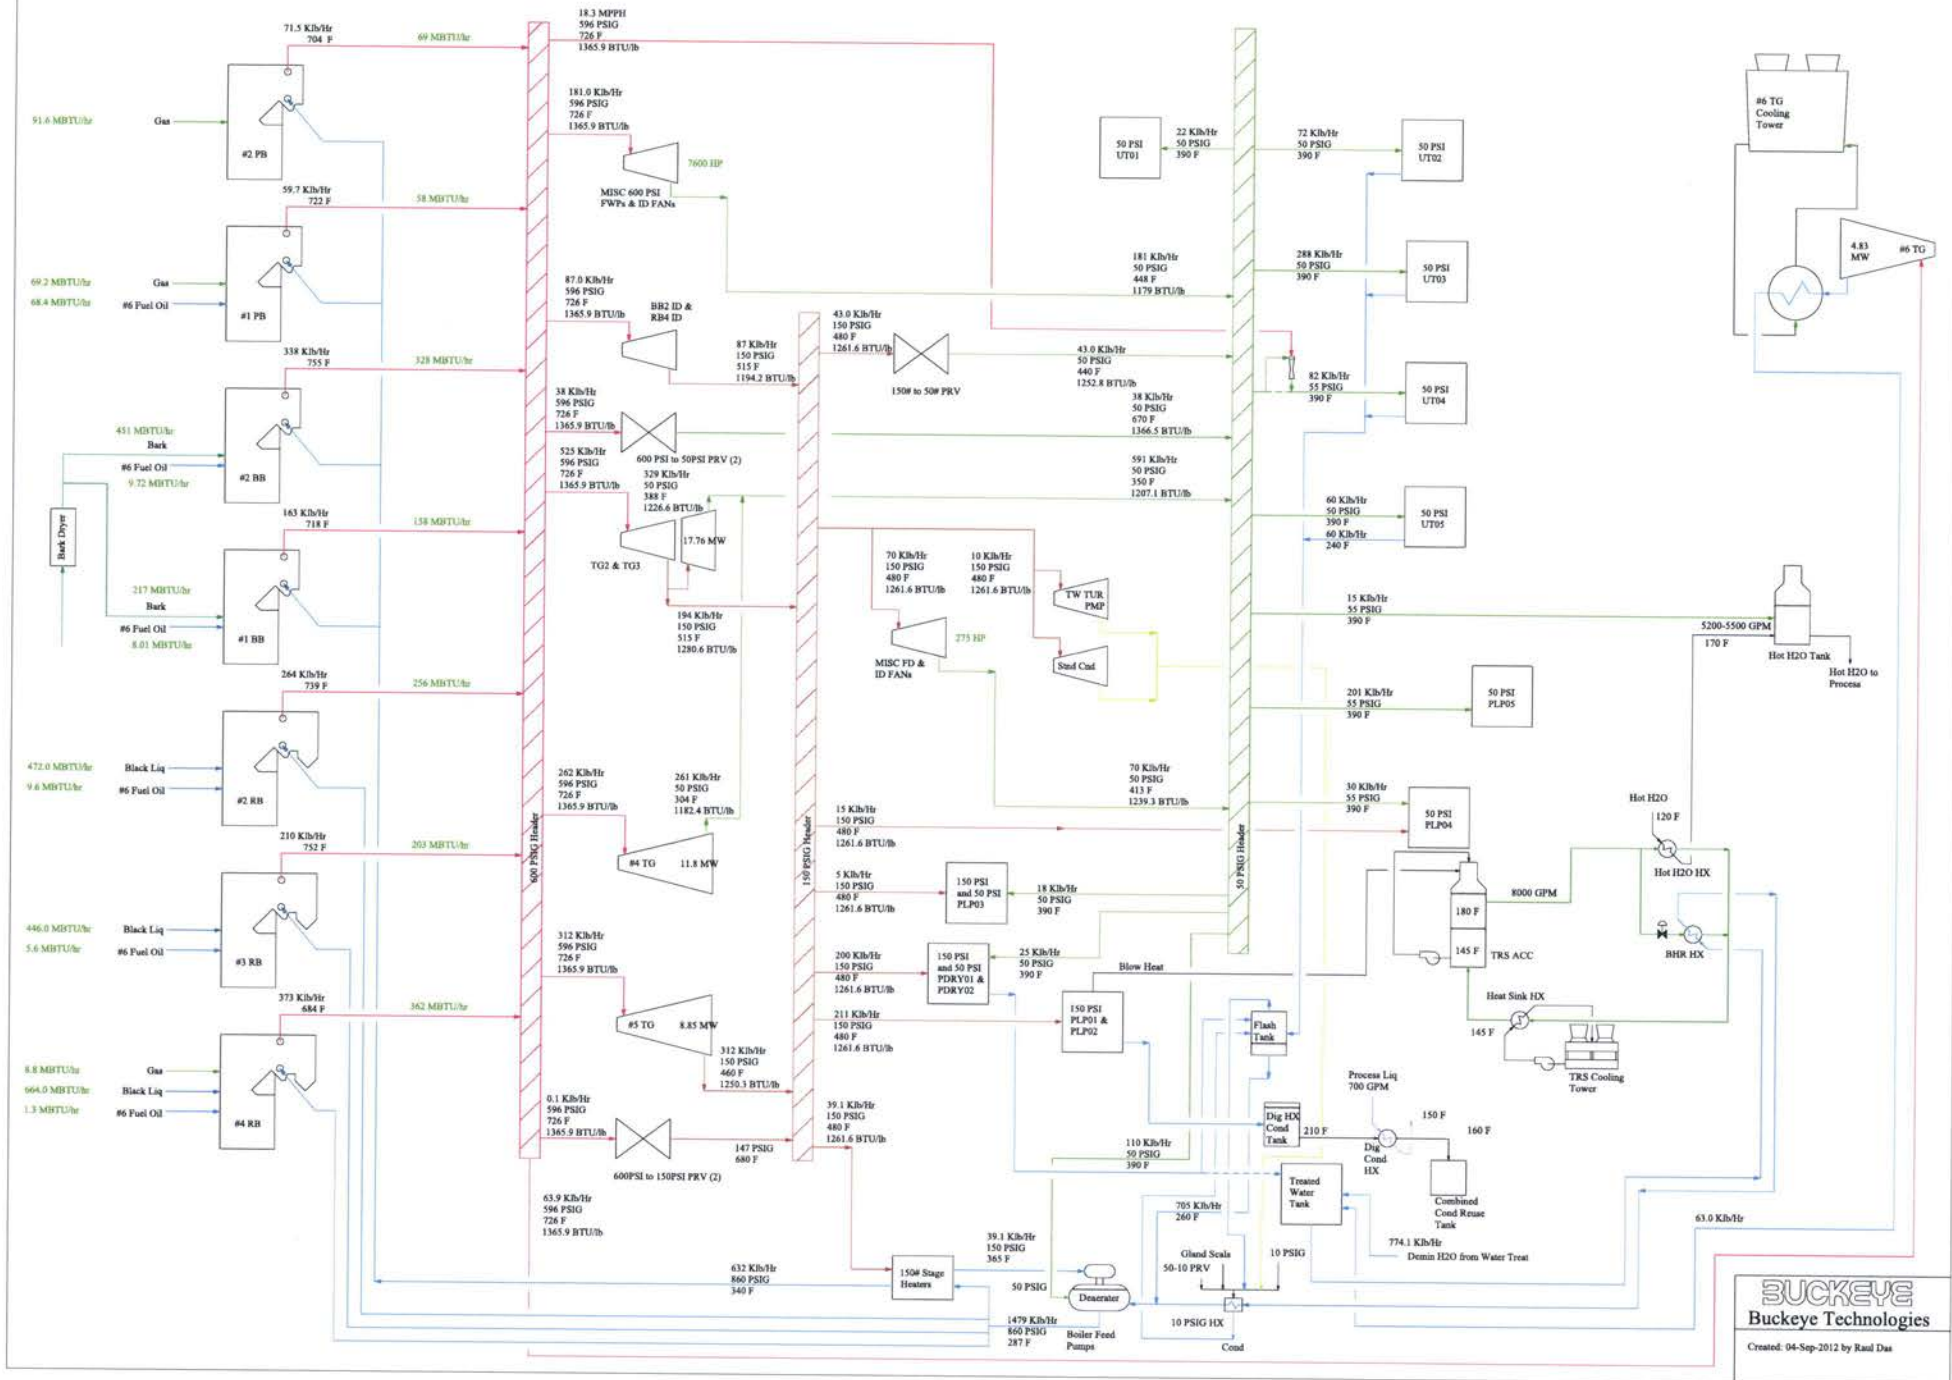 71.5 Klb/Hr
704 F
69 MBTU/hr
91.6 MBTU/hr
Gas
#2 PB
59.7 Klb/Hr
722 F
58 MBTU/hr
69.2 MBTU/hr
Gas
68.4 MBTU/hr
#6 Fuel Oil
#1 PB
338 Klb/Hr
755 F
328 MBTU/hr
451 MBTU/hr
Bark
#6 Fuel Oil
9.72 MBTU/hr
#2 BB
163 Klb/Hr
718 F
158 MBTU/hr
Bark Dryer
217 MBTU/hr
Bark
#6 Fuel Oil
8.01 MBTU/hr
#1 BB
264 Klb/Hr
739 F
256 MBTU/hr
472.0 MBTU/hr
Black Liq
9.6 MBTU/hr
#6 Fuel Oil
#2 RB
210 Klb/Hr
752 F
203 MBTU/hr
446.0 MBTU/hr
Black Liq
5.6 MBTU/hr
#6 Fuel Oil
#3 RB
373 Klb/Hr
684 F
362 MBTU/hr
8.8 MBTU/hr
Gas
664.0 MBTU/hr
Black Liq
1.3 MBTU/hr
#6 Fuel Oil
#4 RB
600 PSIG Header
18.3 MPPH
596 PSIG
726 F
1365.9 BTU/lb
181.0 Klb/Hr
596 PSIG
726 F
1365.9 BTU/lb
7600 HP
MISC 600 PSI
FWPs & ID FANs
87.0 Klb/Hr
596 PSIG
726 F
1365.9 BTU/lb
BB2 ID &
RB4 ID
87 Klb/Hr
150 PSIG
515 F
1194.2 BTU/lb
38 Klb/Hr
596 PSIG
726 F
1365.9 BTU/lb
600 PSI to 50PSI PRV (2)
525 Klb/Hr
596 PSIG
726 F
1365.9 BTU/lb
329 Klb/Hr
50 PSIG
388 F
1226.6 BTU/lb
17.76 MW
TG2 & TG3
194 Klb/Hr
150 PSIG
515 F
1280.6 BTU/lb
262 Klb/Hr
596 PSIG
726 F
1365.9 BTU/lb
261 Klb/Hr
50 PSIG
304 F
1182.4 BTU/lb
#4 TG
11.8 MW
312 Klb/Hr
596 PSIG
726 F
1365.9 BTU/lb
#5 TG
8.85 MW
312 Klb/Hr
150 PSIG
460 F
1250.3 BTU/lb
0.1 Klb/Hr
596 PSIG
726 F
1365.9 BTU/lb
147 PSIG
680 F
600PSI to 150PSI PRV (2)
63.9 Klb/Hr
596 PSIG
726 F
1365.9 BTU/lb
632 Klb/Hr
860 PSIG
340 F
150 PSIG Header
43.0 Klb/Hr
150 PSIG
480 F
1261.6 BTU/lb
150# to 50# PRV
43.0 Klb/Hr
50 PSIG
440 F
1252.8 BTU/lb
181 Klb/Hr
50 PSIG
448 F
1179 BTU/lb
38 Klb/Hr
50 PSIG
670 F
1366.5 BTU/lb
591 Klb/Hr
50 PSIG
350 F
1207.1 BTU/lb
70 Klb/Hr
150 PSIG
480 F
1261.6 BTU/lb
10 Klb/Hr
150 PSIG
480 F
1261.6 BTU/lb
TW TUR
PMP
275 HP
Stnd Cnd
MISC FD &
ID FANs
70 Klb/Hr
50 PSIG
413 F
1239.3 BTU/lb
15 Klb/Hr
150 PSIG
480 F
1261.6 BTU/lb
5 Klb/Hr
150 PSIG
480 F
1261.6 BTU/lb
150 PSI
and 50 PSI
PLP03
18 Klb/Hr
50 PSIG
390 F
200 Klb/Hr
150 PSIG
480 F
1261.6 BTU/lb
150 PSI
and 50 PSI
PDRY01 &
PDRY02
25 Klb/Hr
50 PSIG
390 F
211 Klb/Hr
150 PSIG
480 F
1261.6 BTU/lb
150 PSI
PLP01 &
PLP02
Blow Heat
39.1 Klb/Hr
150 PSIG
480 F
1261.6 BTU/lb
150# Stage
Heaters
39.1 Klb/Hr
150 PSIG
365 F
50 PSIG
Deaerater
1479 Klb/Hr
860 PSIG
287 F
Boiler Feed
Pumps
110 Klb/Hr
50 PSIG
390 F
705 Klb/Hr
260 F
Gland Seals
50-10 PRV
10 PSIG
10 PSIG HX
Cond
50 PSIG Header
50 PSI
UT01
22 Klb/Hr
50 PSIG
390 F
72 Klb/Hr
50 PSIG
390 F
50 PSI
UT02
288 Klb/Hr
50 PSIG
390 F
50 PSI
UT03
82 Klb/Hr
55 PSIG
390 F
50 PSI
UT04
60 Klb/Hr
50 PSIG
390 F
60 Klb/Hr
240 F
50 PSI
UT05
15 Klb/Hr
55 PSIG
390 F
5200-5500 GPM
170 F
Hot H2O Tank
Hot H2O to
Process
201 Klb/Hr
55 PSIG
390 F
50 PSI
PLP05
30 Klb/Hr
55 PSIG
390 F
50 PSI
PLP04
Hot H2O
120 F
Hot H2O HX
8000 GPM
180 F
145 F
TRS ACC
BHR HX
Heat Sink HX
145 F
TRS Cooling
Tower
Flash
Tank
Process Liq
700 GPM
Dig HX
Cond
Tank
210 F
150 F
160 F
Dig
Cond
HX
Combined
Cond Reuse
Tank
Treated
Water
Tank
774.1 Klb/Hr
Demin H2O from Water Treat
63.0 Klb/Hr
#6 TG
Cooling
Tower
4.83
MW
#6 TG
BUCKEYE
Buckeye Technologies
Created: 04-Sep-2012 by Raul Das